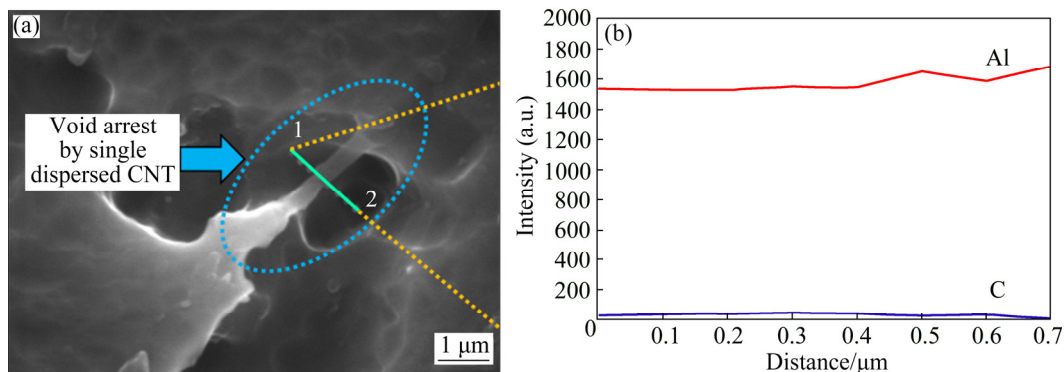 (a)
Void arrest
by single
dispersed CNT
1
2
1 μm
(b)
Intensity (a.u.)
2000
1800
1600
1400
1200
1000
800
600
400
200
Al
C
0 0.1 0.2 0.3 0.4 0.5 0.6 0.7
Distance/μm